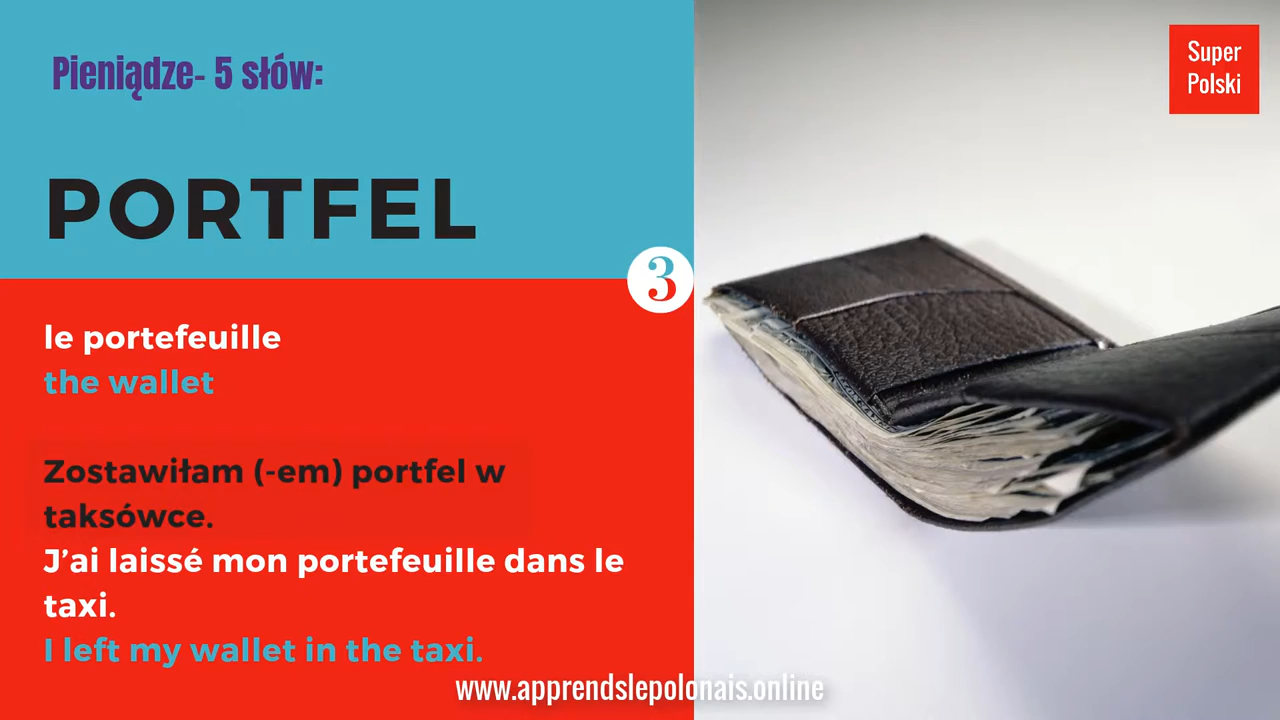 Pieniądze- 5 słów:
Super
Polski
PORTFEL
3
le portefeuille
the wallet
Zostawiłam (-em) portfel w
taksówce.
J’ai laissé mon portefeuille dans le
taxi.
I left my wallet in the taxi.
www.apprendslepolonais.online